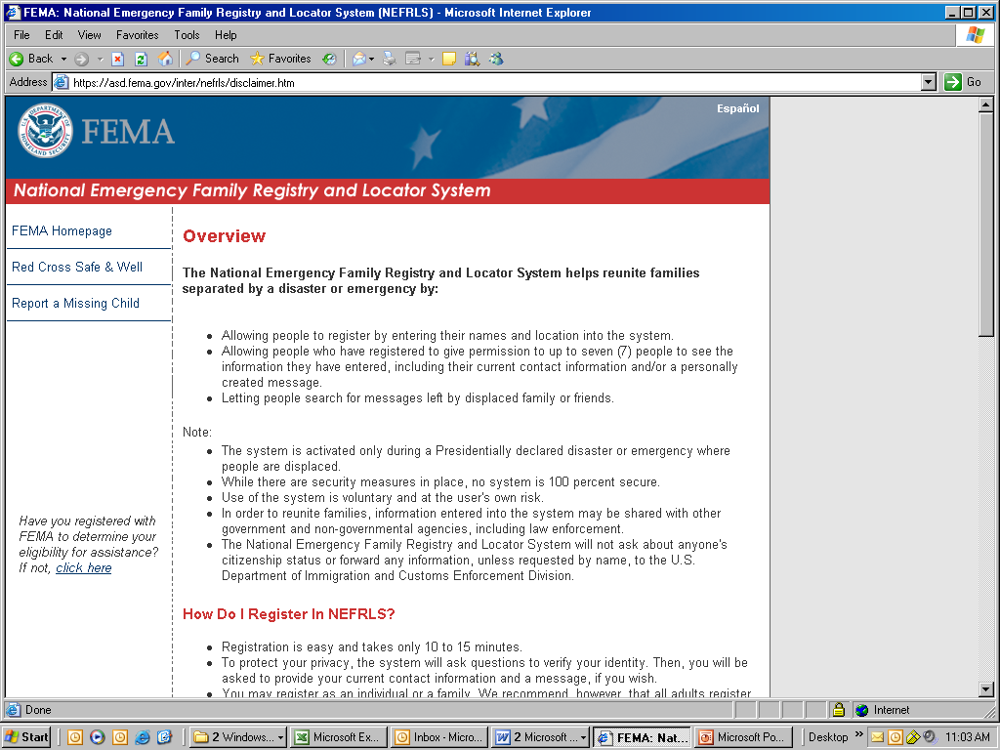 FEMA: National Emergency Family Registry and Locator System (NEFRLS) - Microsoft Internet Explorer
File Edit View Favorites Tools Help
Back Search Favorites
Address https://asd.fema.gov/inter/nefrls/disclaimer.htm Go
Español
U.S. DEPARTMENT OF HOMELAND SECURITY
FEMA
National Emergency Family Registry and Locator System
FEMA Homepage
Red Cross Safe & Well
Report a Missing Child
Have you registered with
FEMA to determine your
eligibility for assistance?
If not, click here
Overview
The National Emergency Family Registry and Locator System helps reunite families
separated by a disaster or emergency by:
Allowing people to register by entering their names and location into the system.
Allowing people who have registered to give permission to up to seven (7) people to see the
information they have entered, including their current contact information and/or a personally
created message.
Letting people search for messages left by displaced family or friends.
Note:
The system is activated only during a Presidentially declared disaster or emergency where
people are displaced.
While there are security measures in place, no system is 100 percent secure.
Use of the system is voluntary and at the user's own risk.
In order to reunite families, information entered into the system may be shared with other
government and non-governmental agencies, including law enforcement.
The National Emergency Family Registry and Locator System will not ask about anyone's
citizenship status or forward any information, unless requested by name, to the U.S.
Department of Immigration and Customs Enforcement Division.
How Do I Register In NEFRLS?
Registration is easy and takes only 10 to 15 minutes.
To protect your privacy, the system will ask questions to verify your identity. Then, you will be
asked to provide your current contact information and a message, if you wish.
You may register as an individual or a family. We recommend, however, that all adults register
Done Internet
Start 2 Windows... Microsoft Ex... Inbox - Micro... 2 Microsoft ... FEMA: Nat... Microsoft Po... Desktop » 11:03 AM